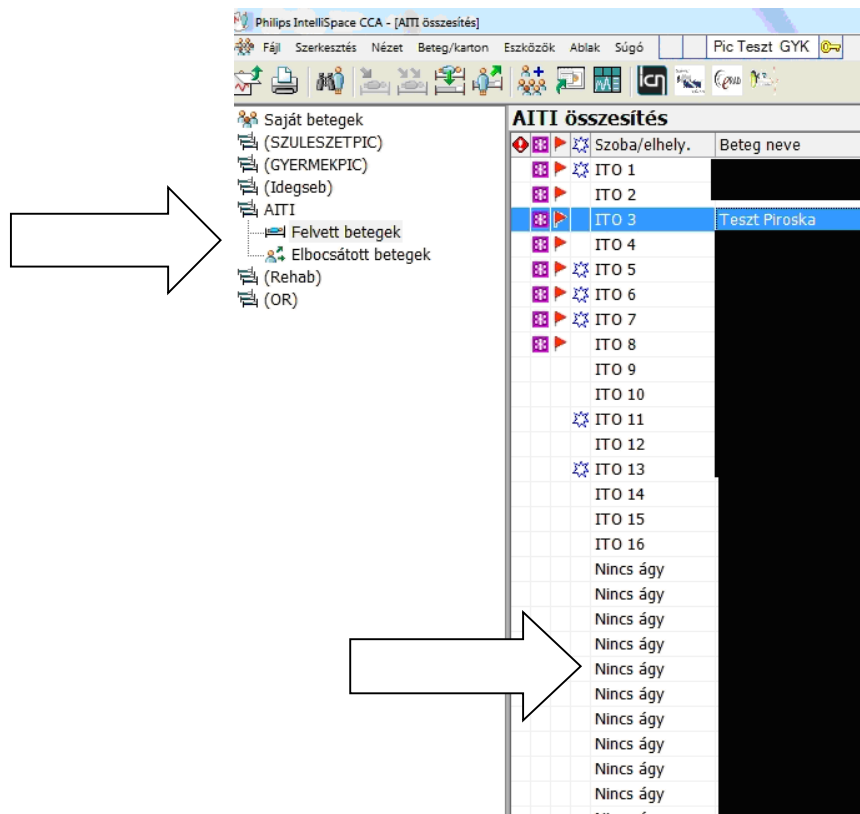 Philips IntelliSpace CCA - [AITI összesítés]
Fájl Szerkesztés Nézet Beteg/karton Eszközök Ablak Súgó Pic Teszt GYK
icn
Saját betegek
(SZULESZETPIC)
(GYERMEKPIC)
(Idegseb)
AITI
Felvett betegek
Elbocsátott betegek
(Rehab)
(OR)
AITI összesítés
Szoba/elhely. Beteg neve
ITO 1
ITO 2
ITO 3 Teszt Piroska
ITO 4
ITO 5
ITO 6
ITO 7
ITO 8
ITO 9
ITO 10
ITO 11
ITO 12
ITO 13
ITO 14
ITO 15
ITO 16
Nincs ágy
Nincs ágy
Nincs ágy
Nincs ágy
Nincs ágy
Nincs ágy
Nincs ágy
Nincs ágy
Nincs ágy
Nincs ágy